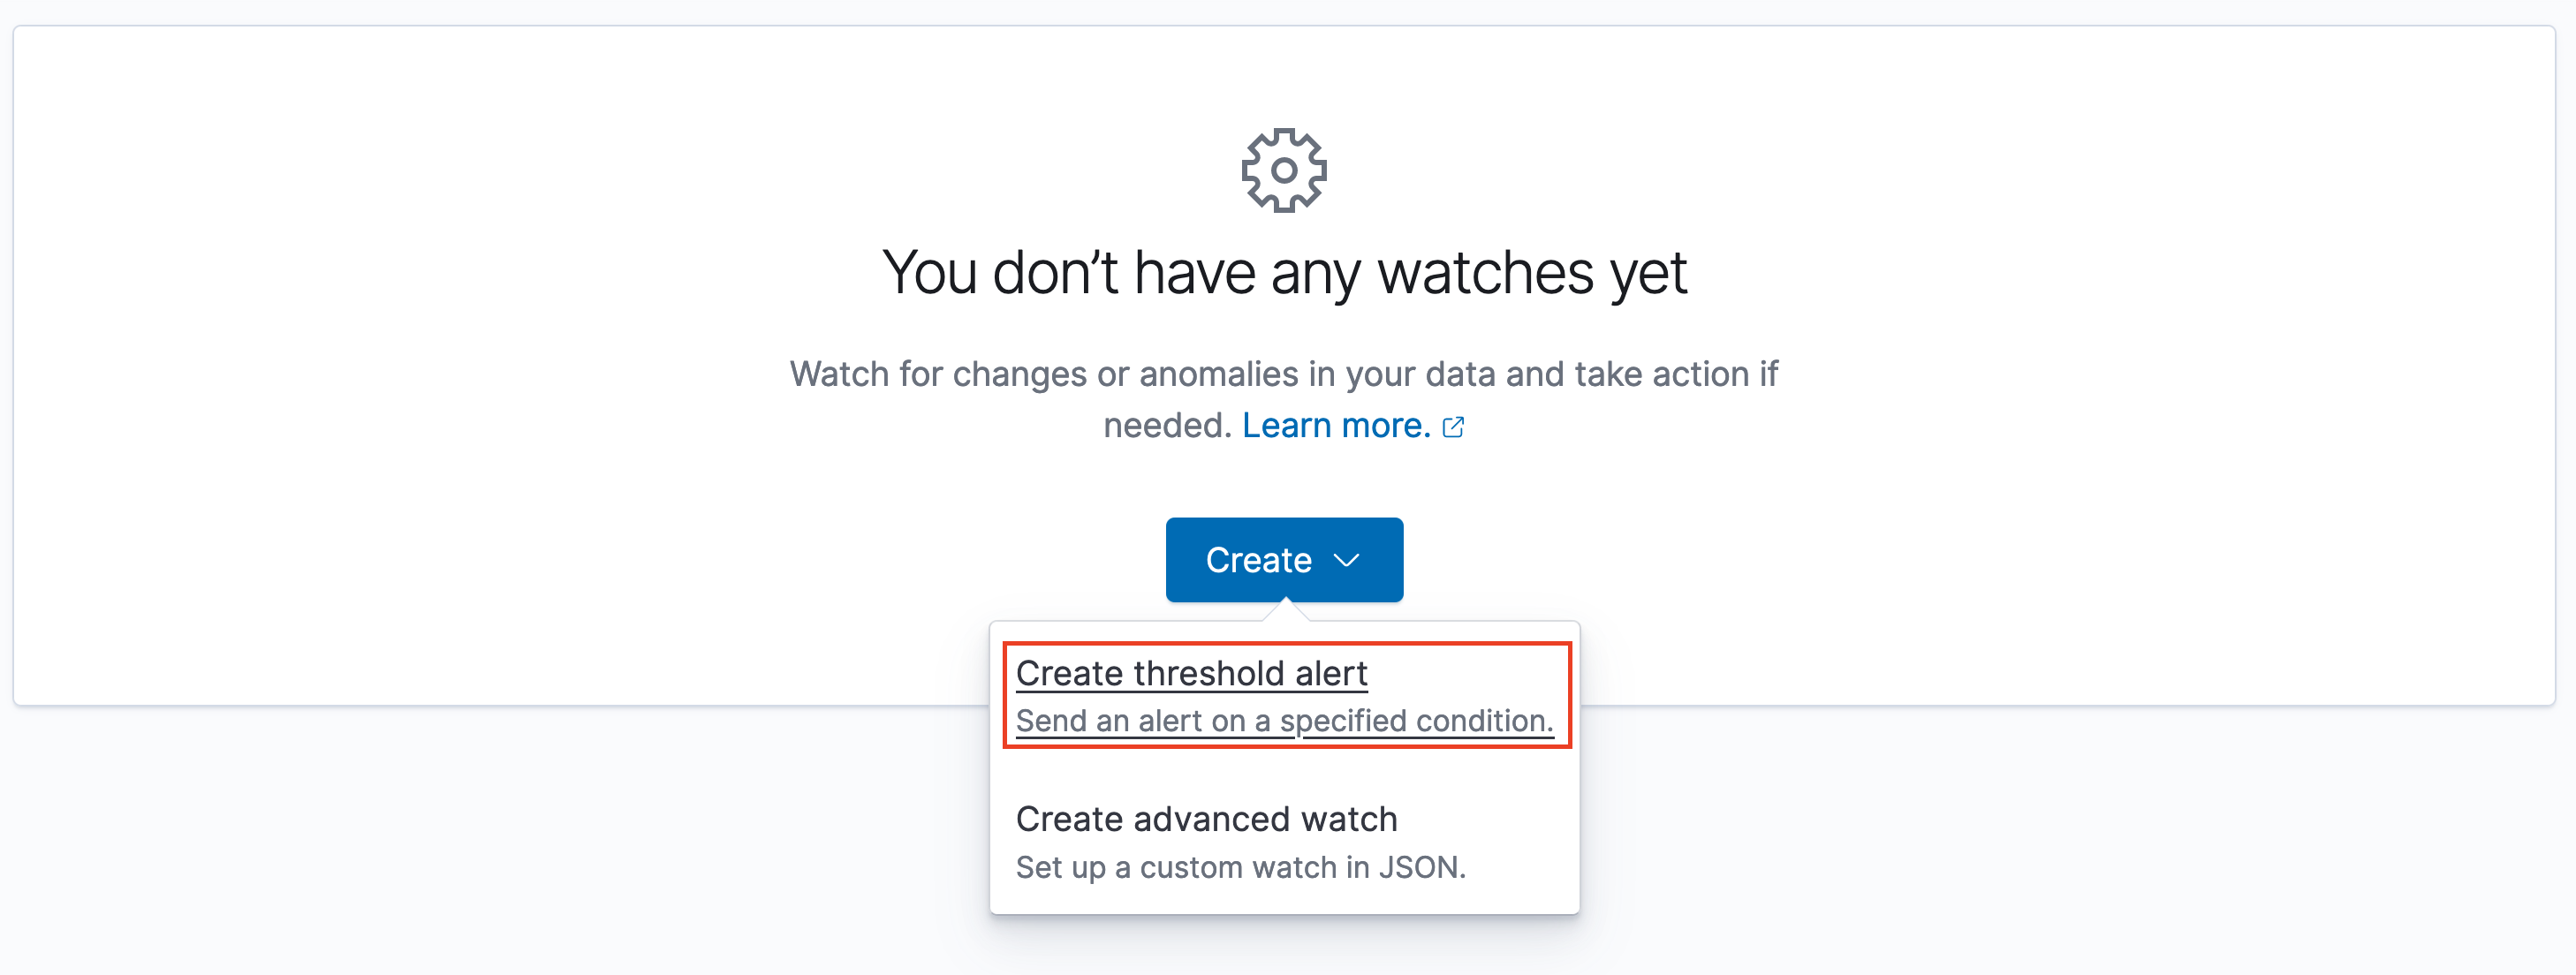 You don’t have any watches yet
Watch for changes or anomalies in your data and take action if
needed. Learn more.
Create
Create threshold alert
Send an alert on a specified condition.
Create advanced watch
Set up a custom watch in JSON.